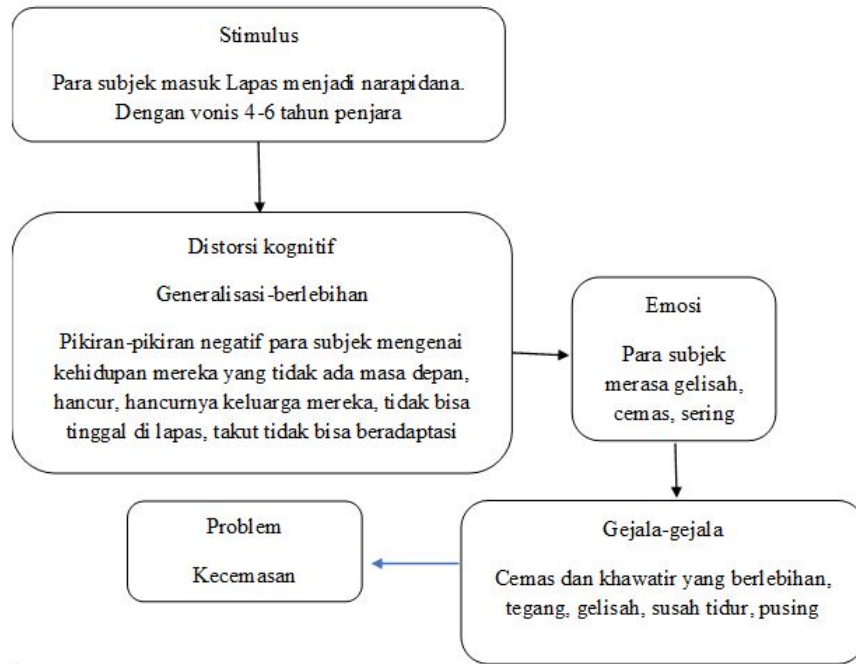 Stimulus
Para subjek masuk Lapas menjadi narapidana.
Dengan vonis 4-6 tahun penjara
Distorsi kognitif
Generalisasi-berlebihan
Pikiran-pikiran negatif para subjek mengenai
kehidupan mereka yang tidak ada masa depan,
hancur, hancurnya keluarga mereka, tidak bisa
tinggal di lapas, takut tidak bisa beradaptasi
Emosi
Para subjek
merasa gelisah,
cemas, sering
Gejala-gejala
Cemas dan khawatir yang berlebihan,
tegang, gelisah, susah tidur, pusing
Problem
Kecemasan